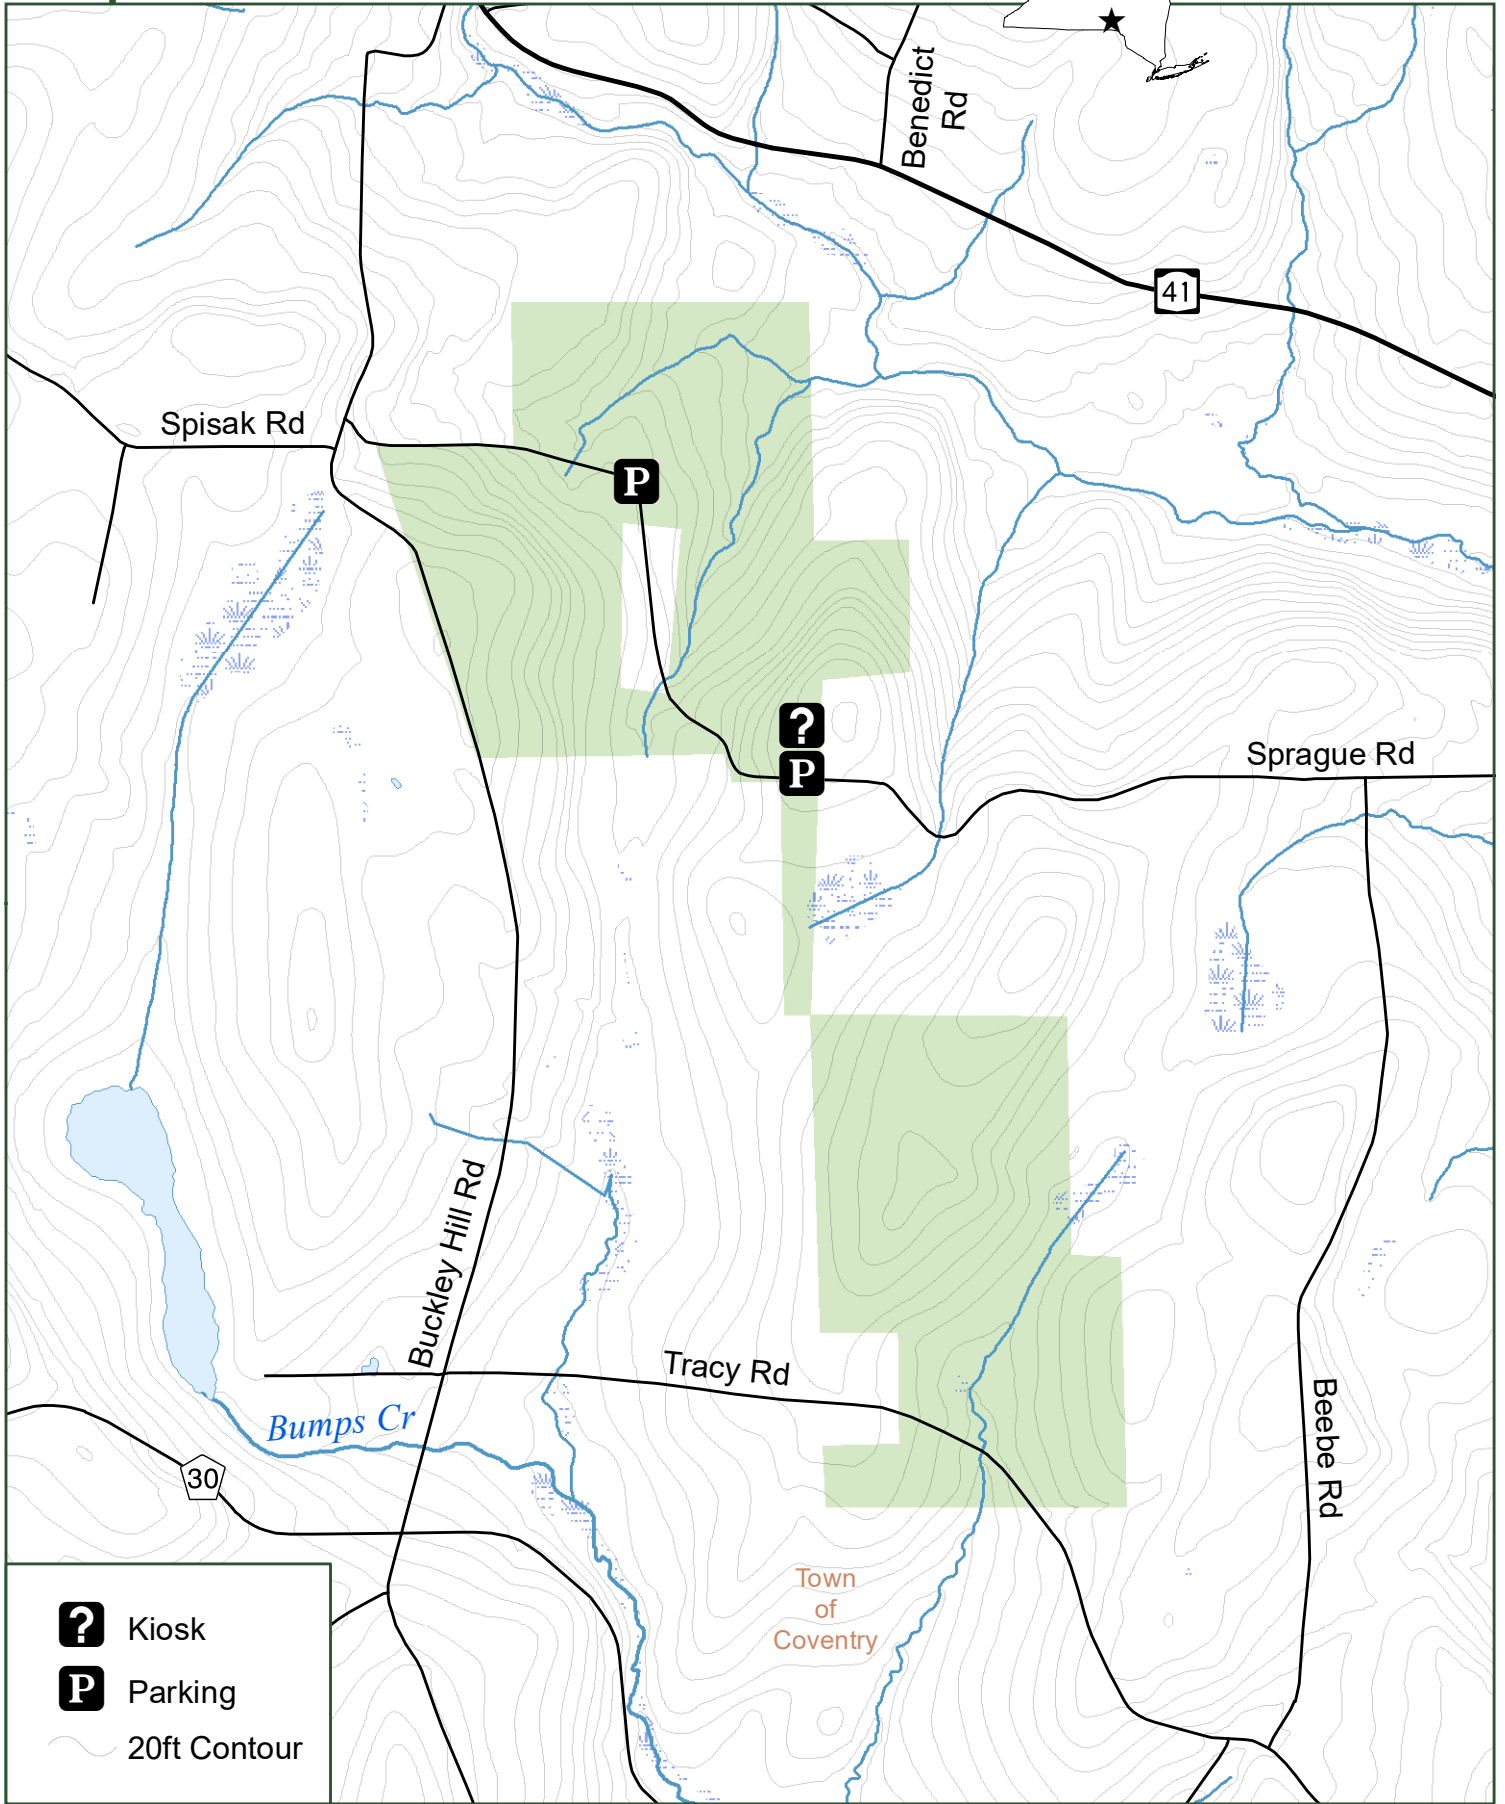 Benedict
Rd
41
Spisak Rd
P
?
P
Sprague Rd
Buckley Hill Rd
Tracy Rd
Beebe Rd
Bumps Cr
30
Town
of
Coventry
? Kiosk
P Parking
20ft Contour